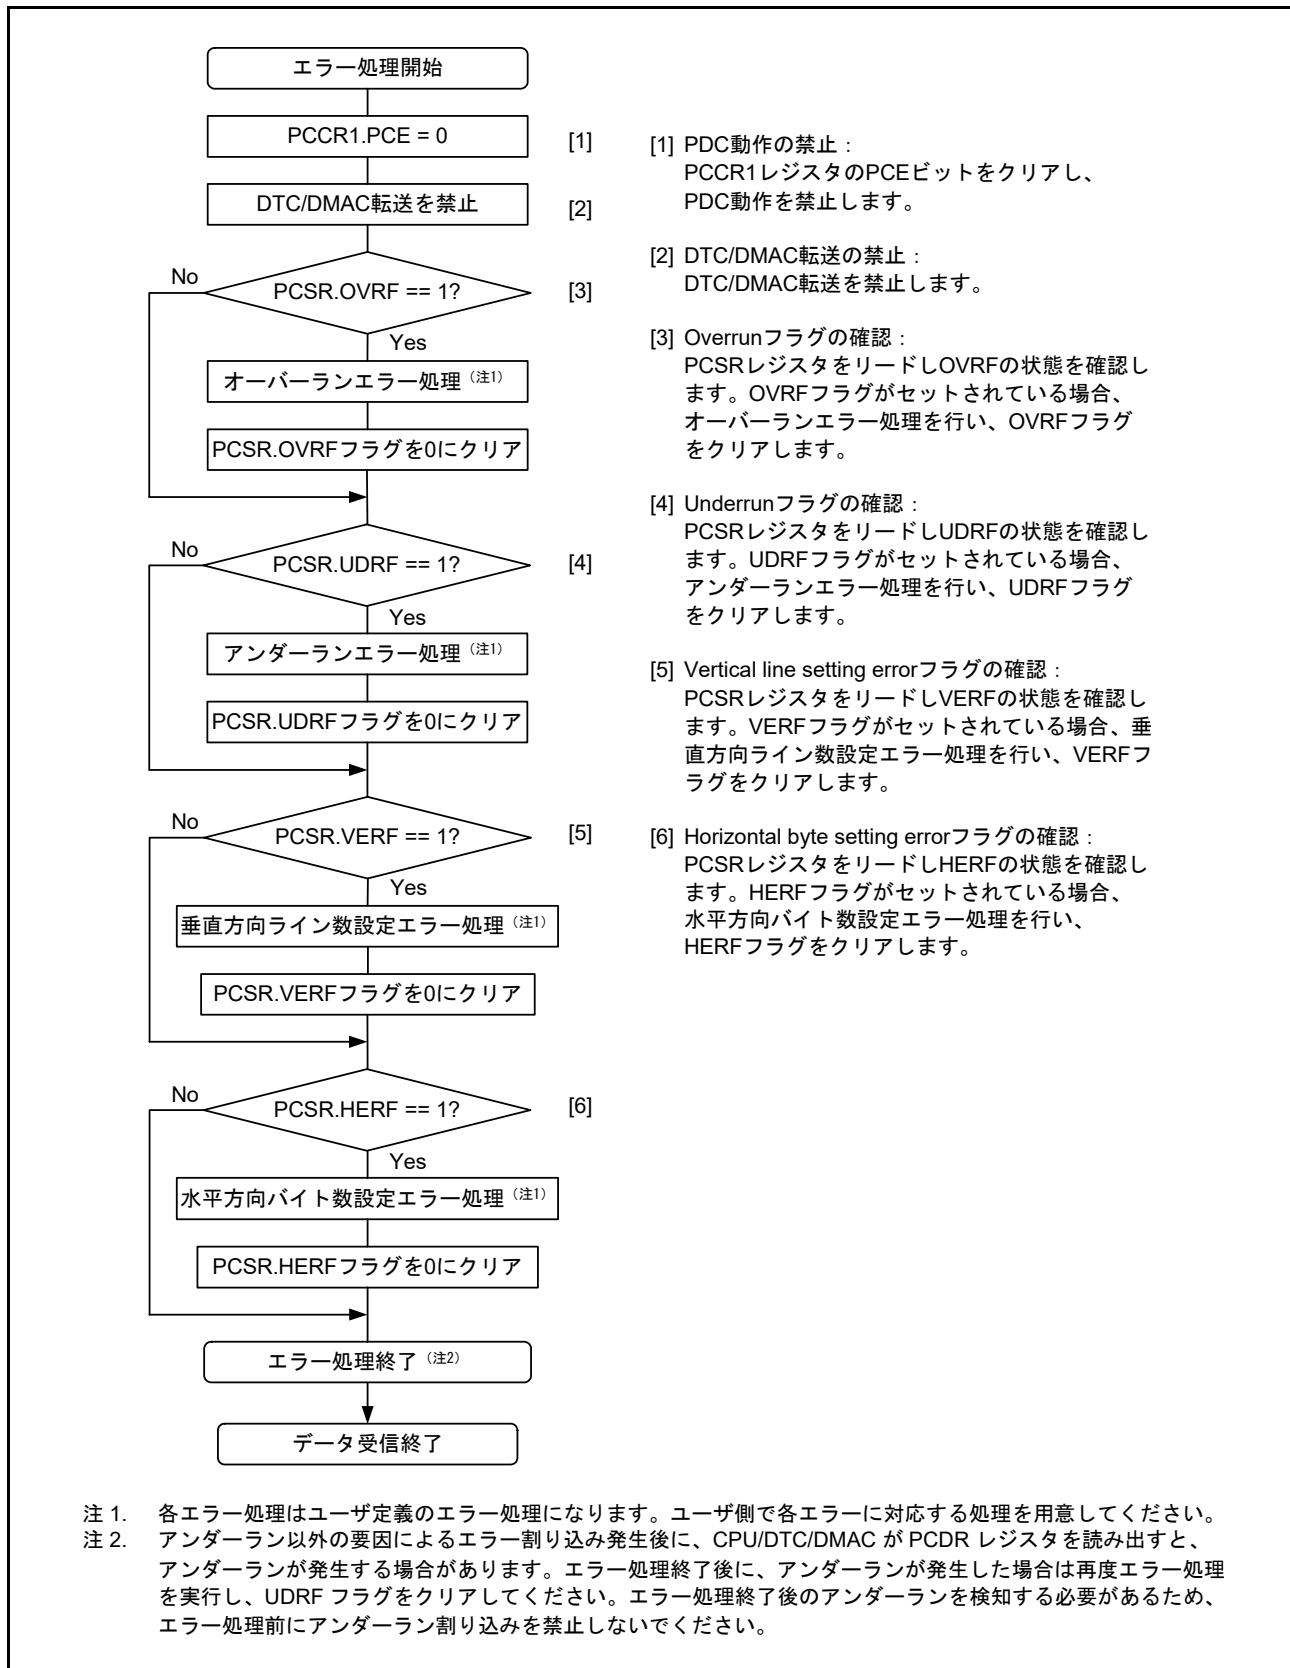 エラー処理開始
PCCR1.PCE = 0
[1]
DTC/DMAC転送を禁止
[2]
No
PCSR.OVRF == 1?
[3]
Yes
オーバーランエラー処理（注1）
PCSR.OVRFフラグを0にクリア
No
PCSR.UDRF == 1?
[4]
Yes
アンダーランエラー処理（注1）
PCSR.UDRFフラグを0にクリア
No
PCSR.VERF == 1?
[5]
Yes
垂直方向ライン数設定エラー処理（注1）
PCSR.VERFフラグを0にクリア
No
PCSR.HERF == 1?
[6]
Yes
水平方向バイト数設定エラー処理（注1）
PCSR.HERFフラグを0にクリア
エラー処理終了（注2）
データ受信終了
[1] PDC動作の禁止：
PCCR1レジスタのPCEビットをクリアし、
PDC動作を禁止します。
[2] DTC/DMAC転送の禁止：
DTC/DMAC転送を禁止します。
[3] Overrunフラグの確認：
PCSRレジスタをリードしOVRFの状態を確認し
ます。OVRFフラグがセットされている場合、
オーバーランエラー処理を行い、OVRFフラグ
をクリアします。
[4] Underrunフラグの確認：
PCSRレジスタをリードしUDRFの状態を確認し
ます。UDRFフラグがセットされている場合、
アンダーランエラー処理を行い、UDRFフラグ
をクリアします。
[5] Vertical line setting errorフラグの確認：
PCSRレジスタをリードしVERFの状態を確認し
ます。VERFフラグがセットされている場合、垂
直方向ライン数設定エラー処理を行い、VERFフ
ラグをクリアします。
[6] Horizontal byte setting errorフラグの確認：
PCSRレジスタをリードしHERFの状態を確認し
ます。HERFフラグがセットされている場合、
水平方向バイト数設定エラー処理を行い、
HERFフラグをクリアします。
注 1. 各エラー処理はユーザ定義のエラー処理になります。ユーザ側で各エラーに対応する処理を用意してください。
注 2. アンダーラン以外の要因によるエラー割り込み発生後に、CPU/DTC/DMAC が PCDR レジスタを読み出すと、
アンダーランが発生する場合があります。エラー処理終了後に、アンダーランが発生した場合は再度エラー処理
を実行し、UDRF フラグをクリアしてください。エラー処理終了後のアンダーランを検知する必要があるため、
エラー処理前にアンダーラン割り込みを禁止しないでください。